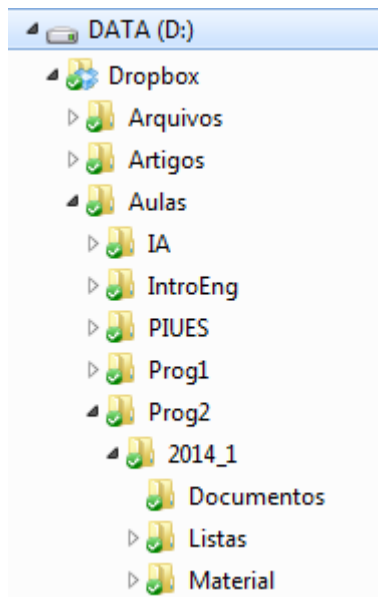 DATA (D:)
Dropbox
Arquivos
Artigos
Aulas
IA
IntroEng
PIUES
Prog1
Prog2
2014_1
Documentos
Listas
Material